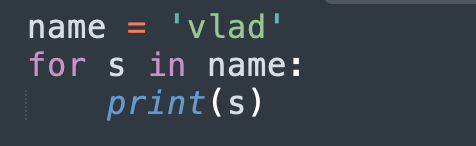 name = 'vlad'
for s in name:
    print(s)